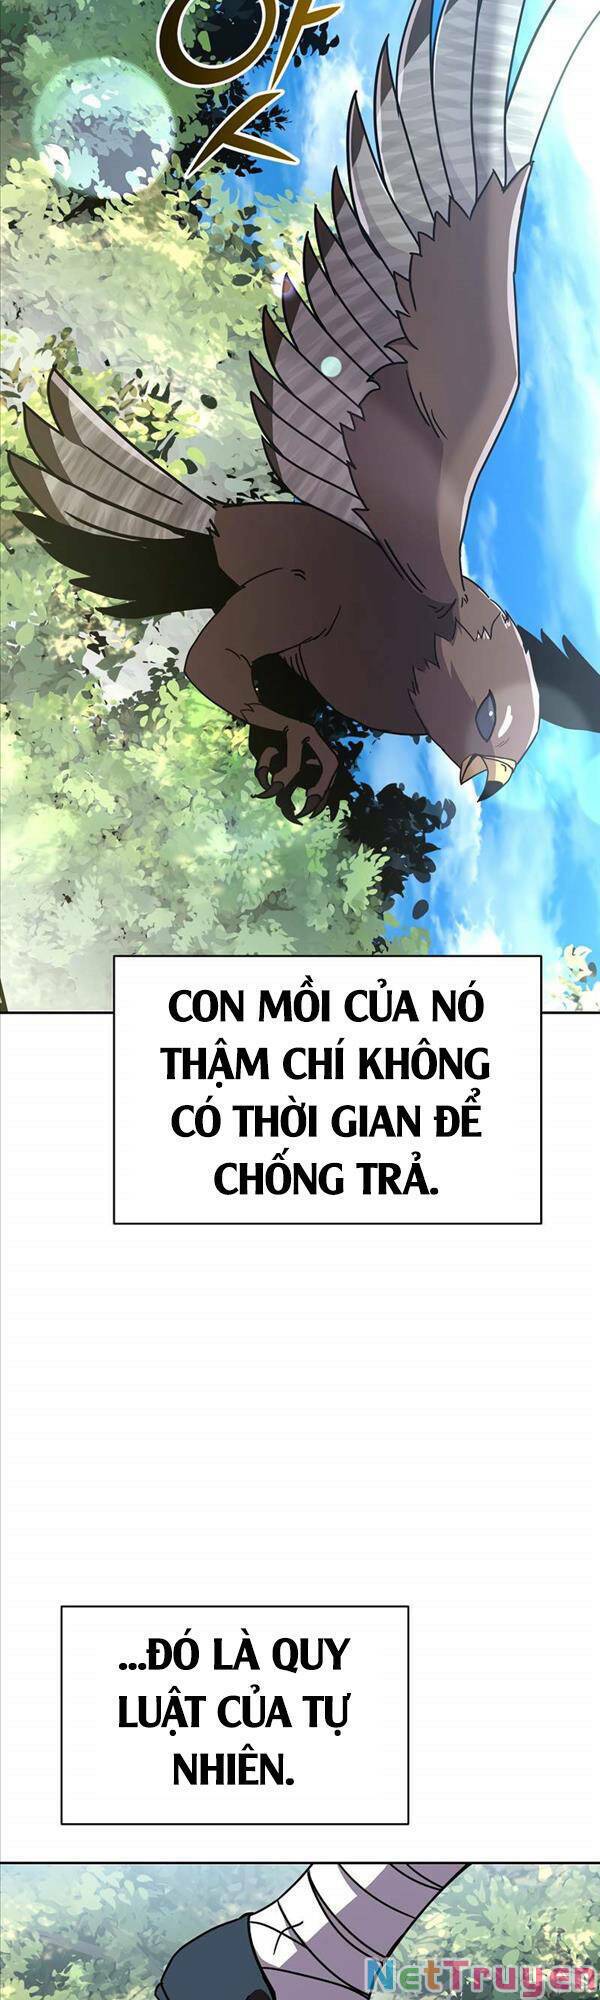 CON MỒI CỦA NÓ
THẬM CHÍ KHÔNG
CÓ THỜI GIAN ĐỂ
CHỐNG TRẢ.
...ĐÓ LÀ QUY
LUẬT CỦA TỰ
NHIÊN.
NetTruyen